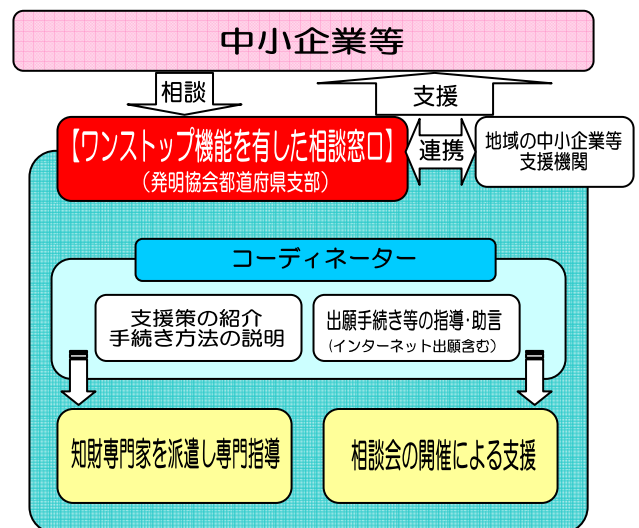 中小企業等
相談
支援
【ワンストップ機能を有した相談窓口】
（発明協会都道府県支部）
連携
地域の中小企業等
支援機関
コーディネーター
支援策の紹介
手続き方法の説明
出願手続き等の指導・助言
（インターネット出願含む）
知財専門家を派遣し専門指導
相談会の開催による支援